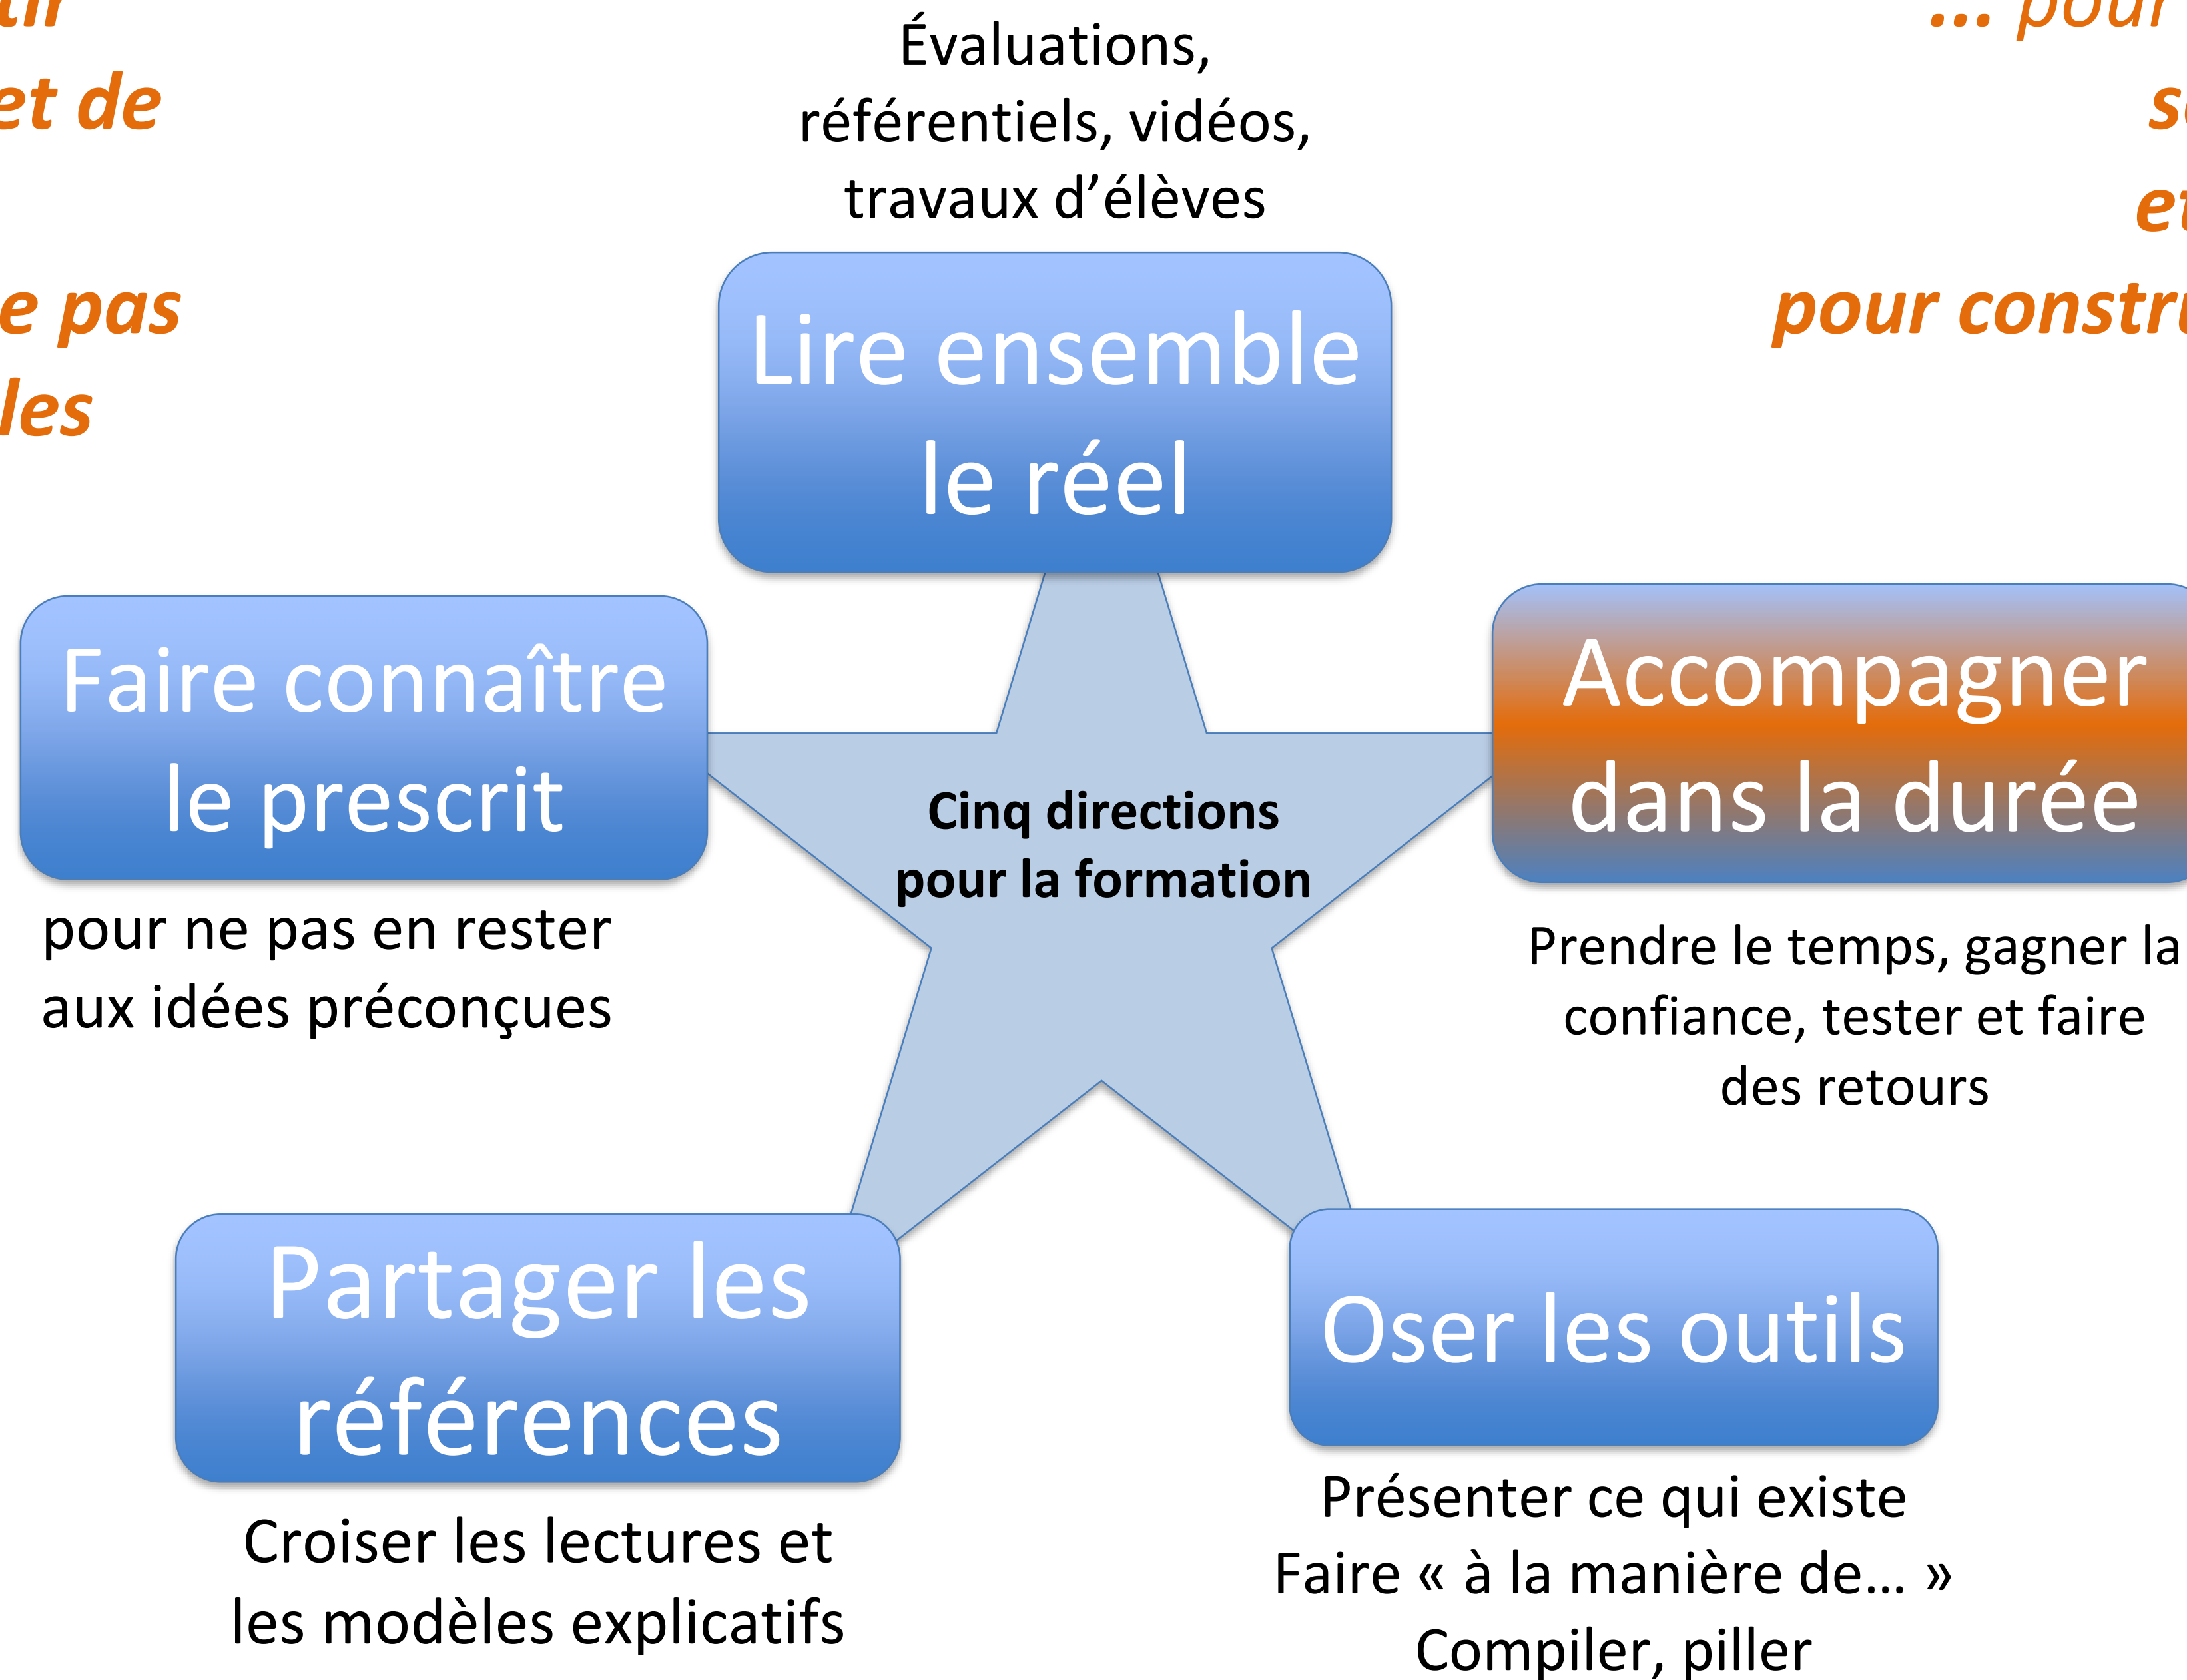 et de
e pas
les
... pour
pour
Évaluations,
référentiels, vidéos,
travaux d’élèves
Lire ensemble
le réel
Faire connaître
le prescrit
pour ne pas en rester
aux idées préconçues
Cinq directions
pour la formation
Accompagner
dans la durée
Prendre le temps, gagner la
confiance, tester et faire
des retours
Partager les
références
Croiser les lectures et
les modèles explicatifs
Oser les outils
Présenter ce qui existe
Faire « à la manière de... »
Compiler, piller